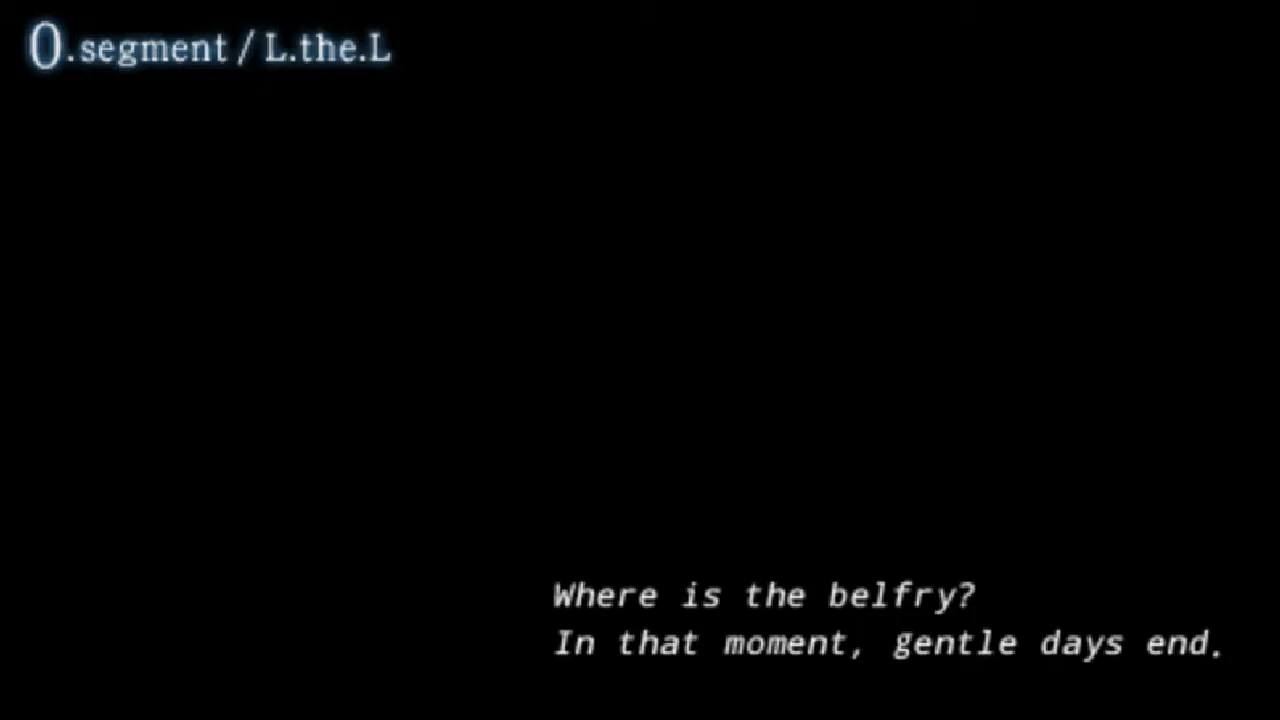 0.segment / L.the.L
Where is the belfry?
In that moment, gentle days end.